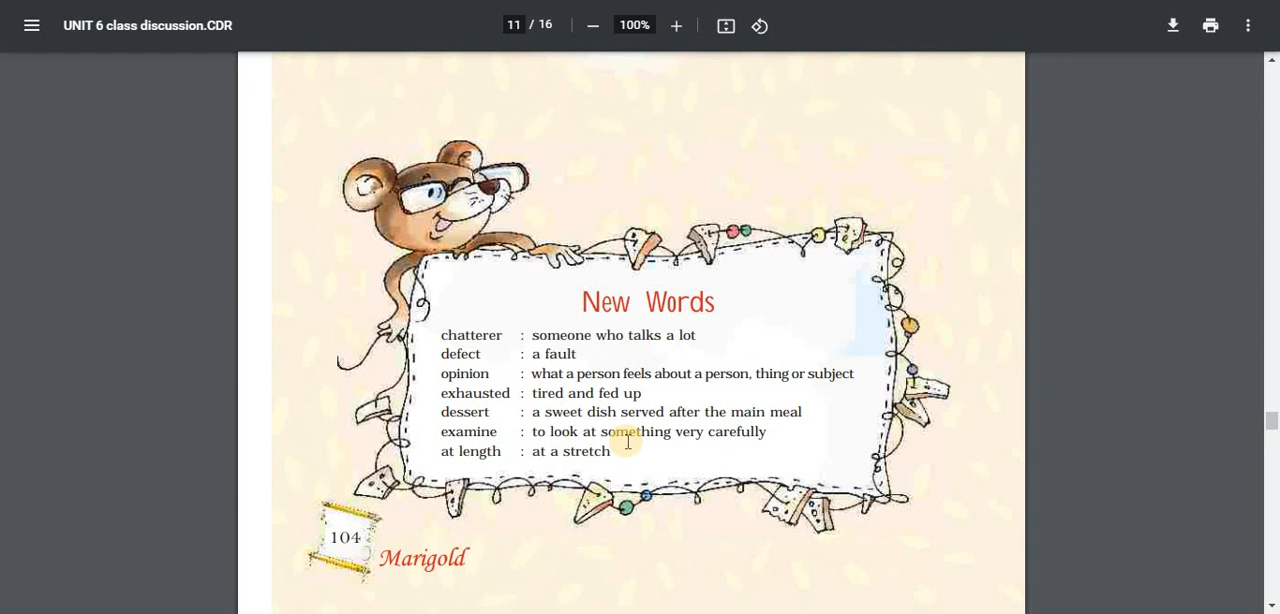 UNIT 6 class discussion.CDR
11 / 16
100%
New Words
chatterer : someone who talks a lot
defect : a fault
opinion : what a person feels about a person, thing or subject
exhausted : tired and fed up
dessert : a sweet dish served after the main meal
examine : to look at something very carefully
at length : at a stretch
104
Marigold